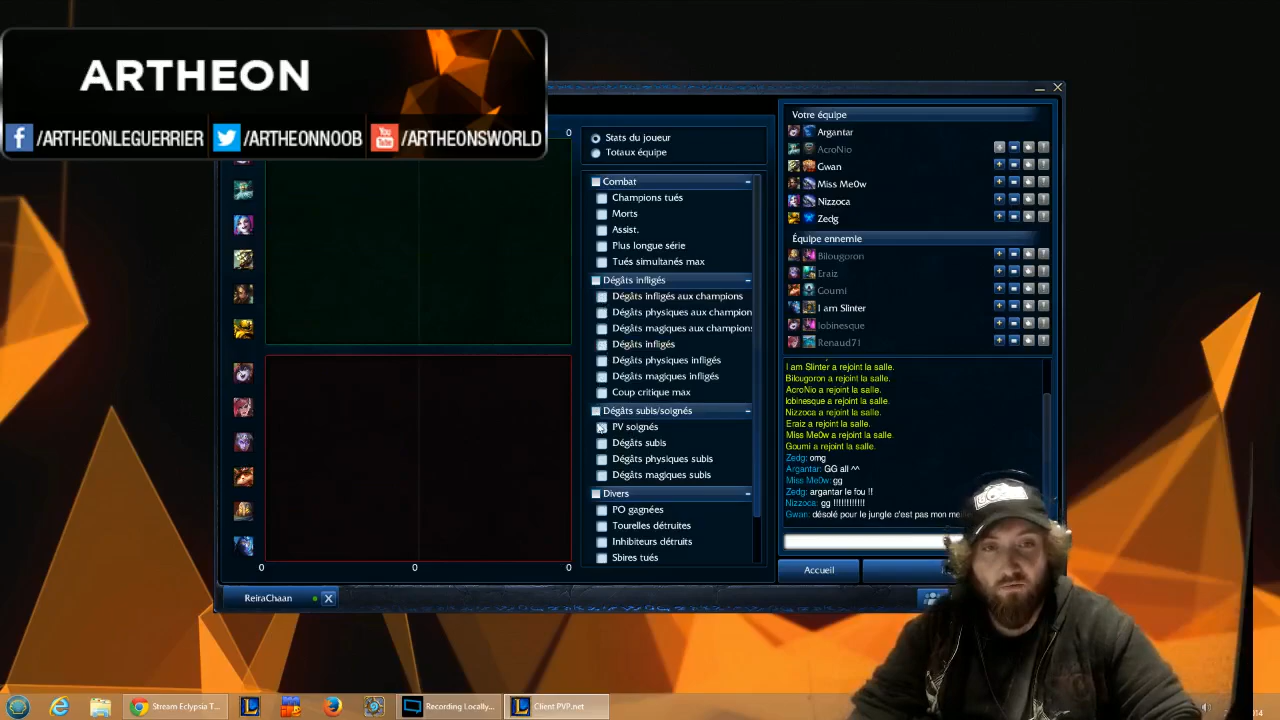 ARTHEON
/ARTHEONLEGUERRIER
/ARTHEONNOOB
YouTube /ARTHEONSWORLD
0
Stats du joueur
Totaux équipe
Combat
Champions tués
Morts
Assist.
Plus longue série
Tués simultanés max
Dégâts infligés
Dégâts infligés aux champions
Dégâts physiques aux champion
Dégâts magiques aux champions
Dégâts infligés
Dégâts physiques infligés
Dégâts magiques infligés
Coup critique max
Dégâts subis/soignés
PV soignés
Dégâts subis
Dégâts physiques subis
Dégâts magiques subis
Divers
PO gagnées
Tourelles détruites
Inhibiteurs détruits
Sbires tués
0 0 0
Votre équipe
Argantar
AcroNio
Gwan
Miss Me0w
Nizzoca
Zedg
Équipe ennemie
Bilougoron
Eraiz
Goumi
I am Slinter
Iobinesque
Renaud71
I am Slinter a rejoint la salle.
Bilougoron a rejoint la salle.
AcroNio a rejoint la salle.
Iobinesque a rejoint la salle.
Nizzoca a rejoint la salle.
Eraiz a rejoint la salle.
Miss Me0w a rejoint la salle.
Goumi a rejoint la salle.
Zedg: omg
Argantar: GG all ^^
Miss Me0w: gg
Zedg: argantar le fou !!
Nizzoca: gg !!!!!!!!!!!!
Gwan: désolé pour le jungle c'est pas mon me
Accueil
ReiraChaan
Stream Eclypsia T...
Recording Locally...
Client PVP.net